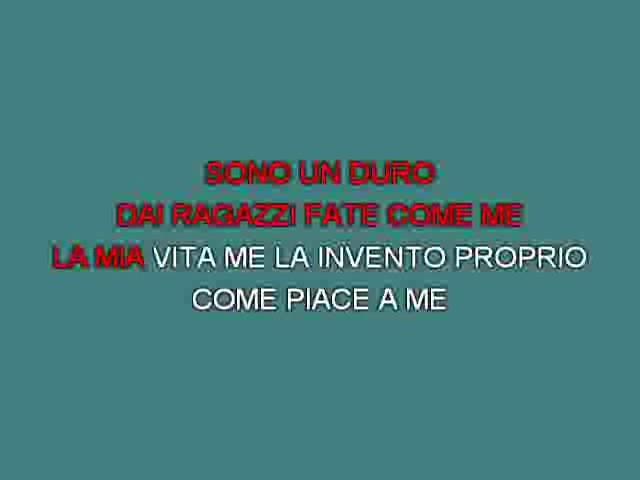 SONO UN DURO
DAI RAGAZZI FATE COME ME
LA MIA VITA ME LA INVENTO PROPRIO
COME PIACE A ME